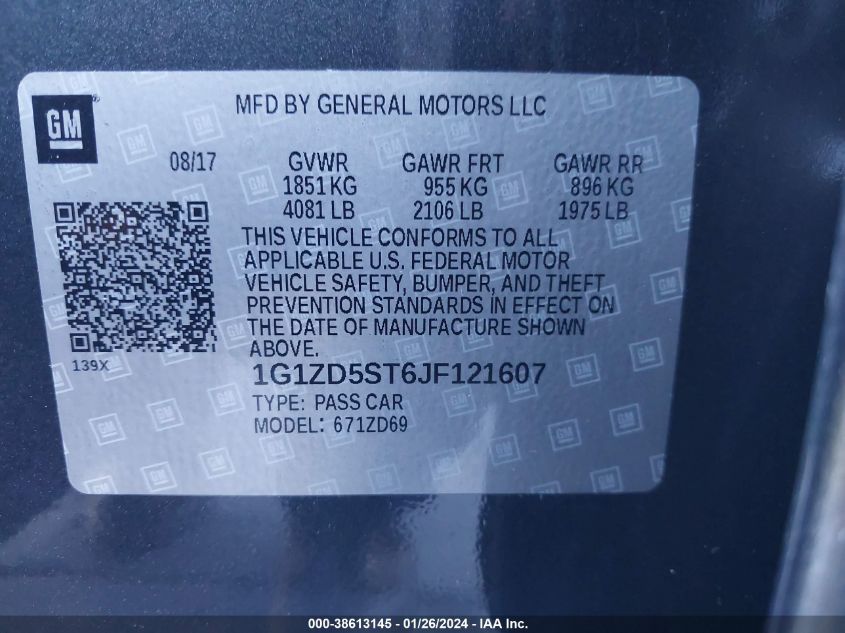 GM
MFD BY GENERAL MOTORS LLC
08/17 GVWR GAWR FRT GAWR RR
1851 KG 955 KG 896 KG
4081 LB 2106 LB 1975 LB
THIS VEHICLE CONFORMS TO ALL
APPLICABLE U.S. FEDERAL MOTOR
VEHICLE SAFETY, BUMPER, AND THEFT
PREVENTION STANDARDS IN EFFECT ON
THE DATE OF MANUFACTURE SHOWN
ABOVE.
139X
1G1ZD5ST6JF121607
TYPE: PASS CAR
MODEL: 671ZD69
000-38613145 - 01/26/2024 - IAA Inc.